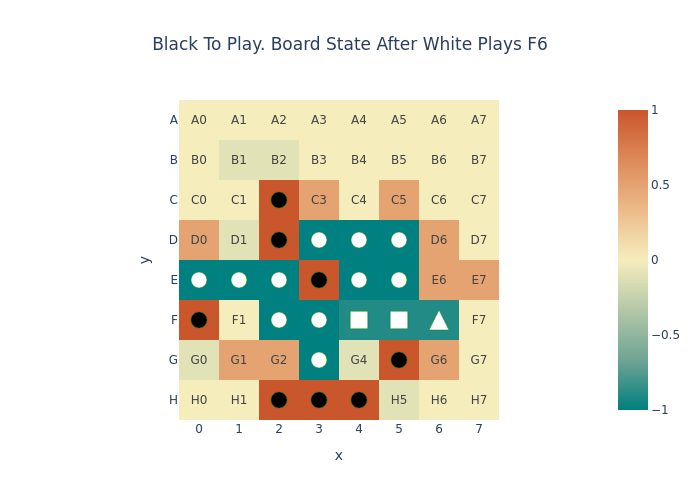 Black To Play. Board State After White Plays F6
A A0 A1 A2 A3 A4 A5 A6 A7
B B0 B1 B2 B3 B4 B5 B6 B7
C C0 C1 C3 C4 C5 C6 C7
D D0 D1 D6 D7
E E6 E7
F F1 F7
G G0 G1 G2 G4 G6 G7
H H0 H1 H5 H6 H7
0 1 2 3 4 5 6 7
x
y
1
0.5
0
−0.5
−1